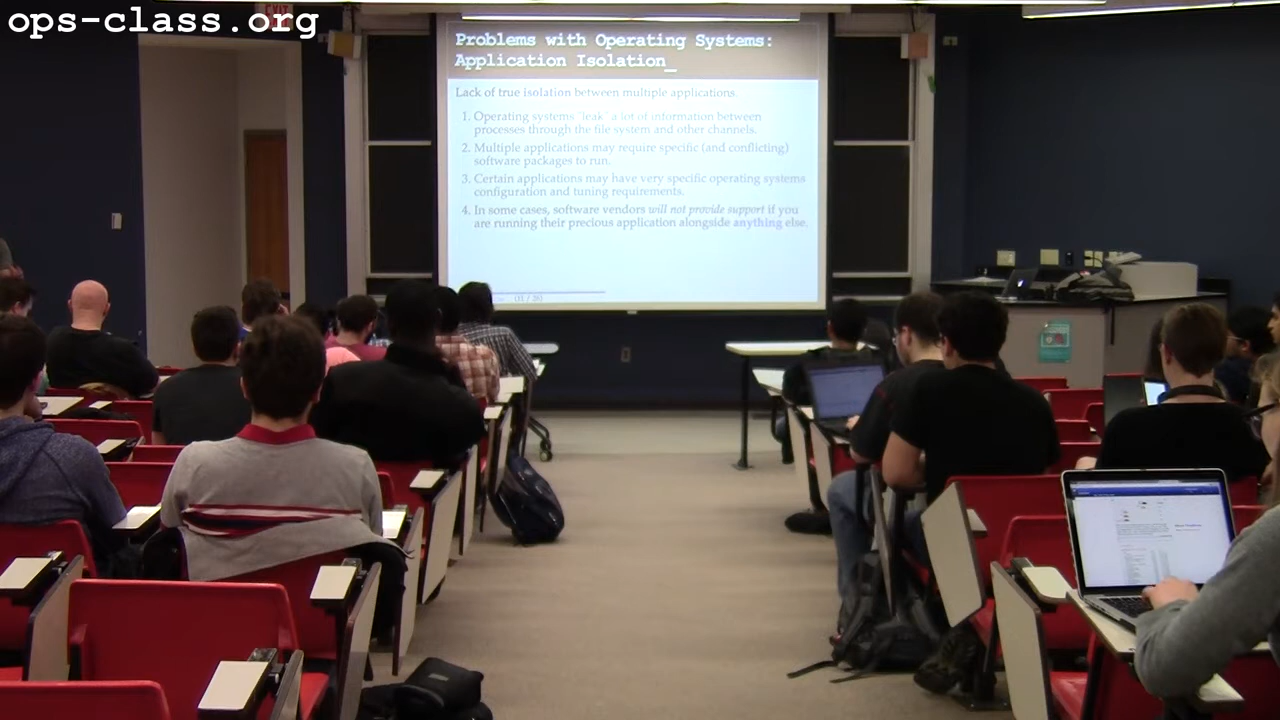 ops-class.org
EXIT
Problems with Operating Systems:
Application Isolation_
Lack of true isolation between multiple applications.
1. Operating systems "leak" a lot of information between
processes through the file system and other channels.
2. Multiple applications may require specific (and conflicting)
software packages to run.
3. Certain applications may have very specific operating systems
configuration and tuning requirements.
4. In some cases, software vendors will not provide support if you
are running their precious application alongside anything else.